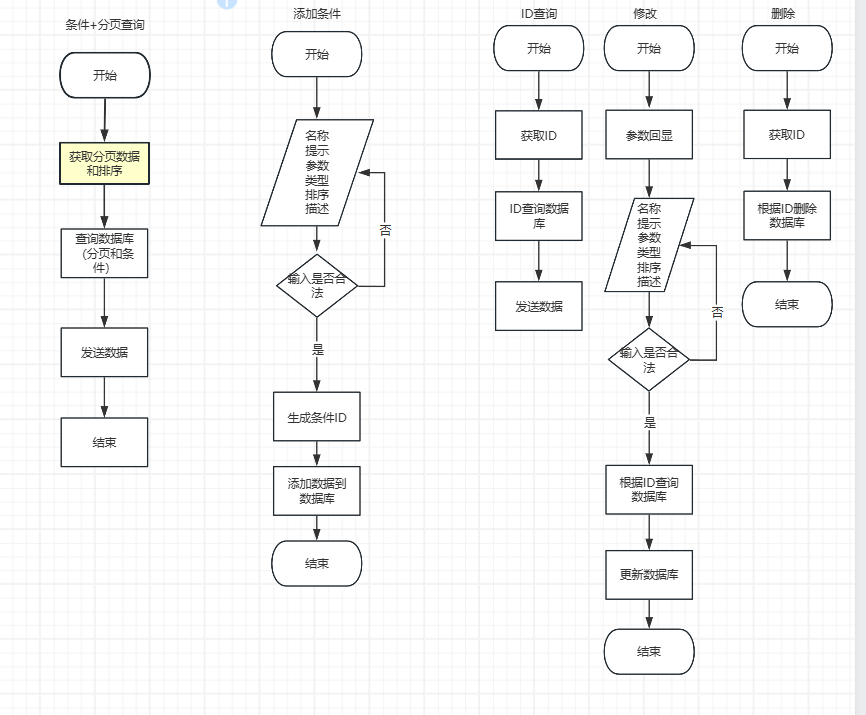 条件+分页查询
开始
获取分页数据
和排序
查询数据库
(分页和条
件)
发送数据
结束
添加条件
开始
名称
提示
参数
类型
排序
描述
否
输入是否合
法
是
生成条件ID
添加数据到
数据库
结束
ID查询
开始
获取ID
ID查询数据
库
发送数据
修改
开始
参数回显
名称
提示
参数
类型
排序
描述
否
输入是否合
法
是
根据ID查询
数据库
更新数据库
结束
删除
开始
获取ID
根据ID删除
数据库
结束